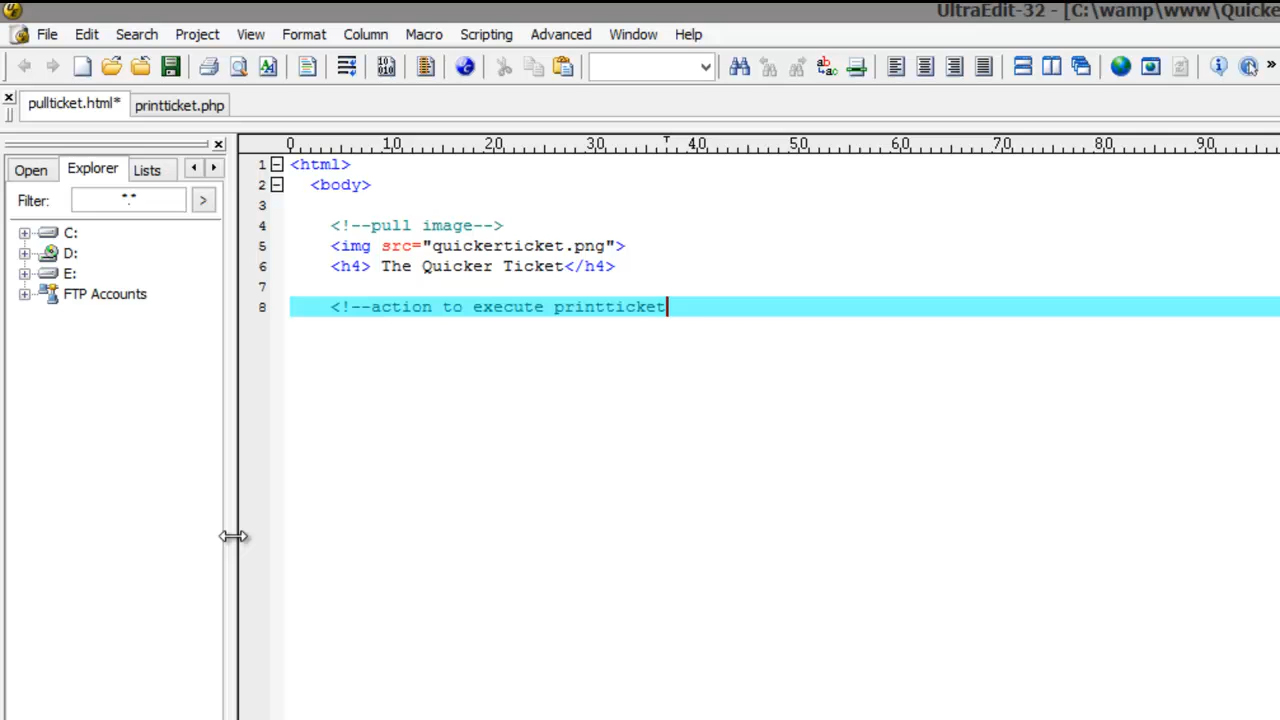 UltraEdit-32 - [C:\wamp\www\Quicke
File Edit Search Project View Format Column Macro Scripting Advanced Window Help
pullticket.html* printticket.php
0 10 20 30 40 50 60 70 80 90
Open Explorer Lists
Filter: *.* >
C:
D:
E:
FTP Accounts
1 <html>
2 <body>
3
4 <!--pull image-->
5 <img src="quickerticket.png">
6 <h4> The Quicker Ticket</h4>
7
8 <!--action to execute printticket